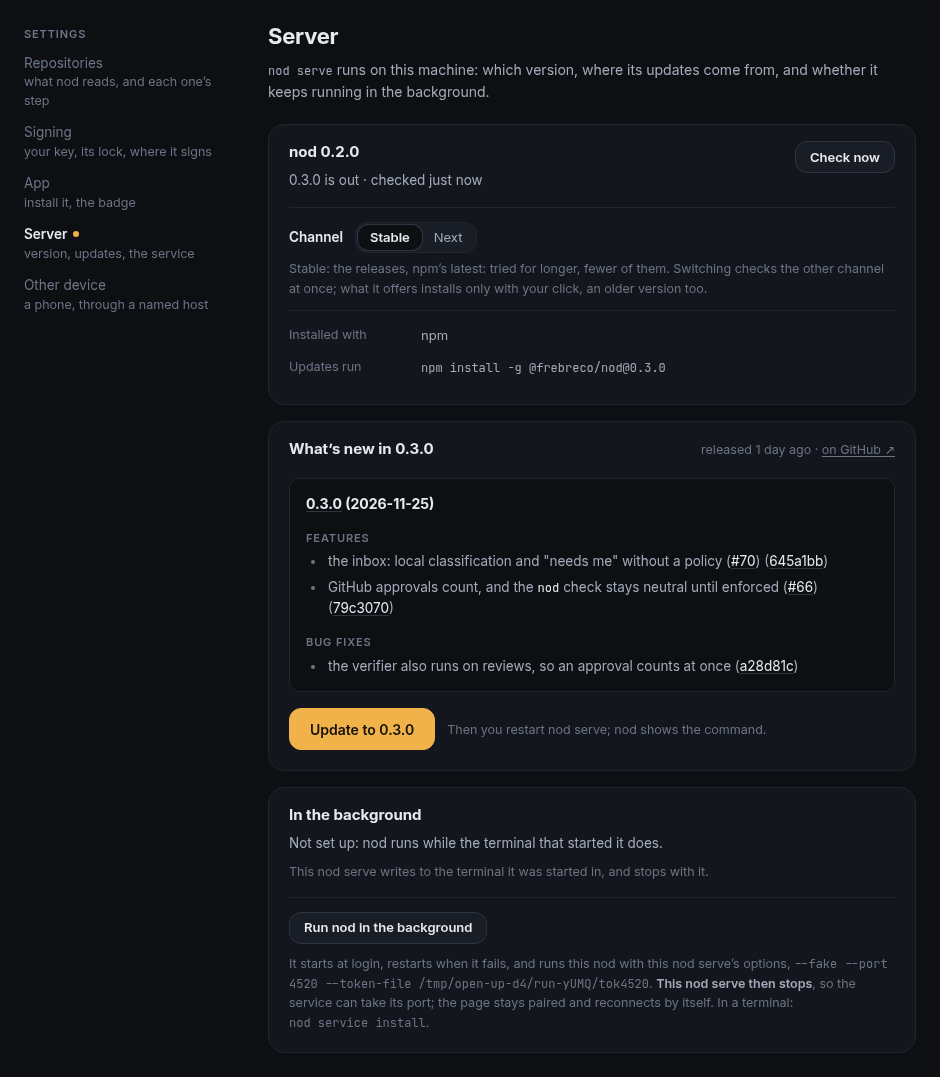 SETTINGS
Repositories
what nod reads, and each one’s
step
Signing
your key, its lock, where it signs
App
install it, the badge
Server
version, updates, the service
Other device
a phone, through a named host
Server
nod serve runs on this machine: which version, where its updates come from, and whether it
keeps running in the background.
nod 0.2.0
Check now
0.3.0 is out · checked just now
Channel Stable Next
Stable: the releases, npm’s latest: tried for longer, fewer of them. Switching checks the other channel
at once; what it offers installs only with your click, an older version too.
Installed with npm
Updates run npm install -g @frebreco/nod@0.3.0
What’s new in 0.3.0
released 1 day ago · on GitHub ↗
0.3.0 (2026-11-25)
FEATURES
• the inbox: local classification and "needs me" without a policy (#70) (645a1bb)
• GitHub approvals count, and the nod check stays neutral until enforced (#66)
(79c3070)
BUG FIXES
• the verifier also runs on reviews, so an approval counts at once (a28d81c)
Update to 0.3.0
Then you restart nod serve; nod shows the command.
In the background
Not set up: nod runs while the terminal that started it does.
This nod serve writes to the terminal it was started in, and stops with it.
Run nod in the background
It starts at login, restarts when it fails, and runs this nod with this nod serve’s options, --fake --port
4520 --token-file /tmp/open-up-d4/run-yUMQ/tok4520. This nod serve then stops, so the
service can take its port; the page stays paired and reconnects by itself. In a terminal:
nod service install.